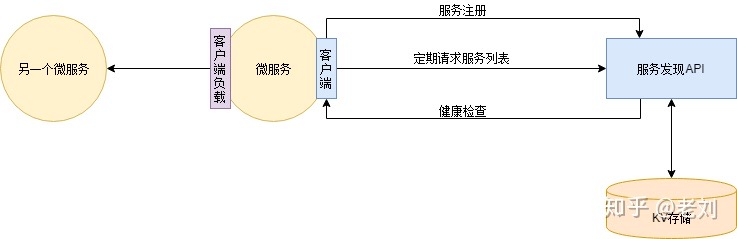 服务注册
另一个微服务
客户端负载
微服务
客户端
定期请求服务列表
服务发现API
健康检查
KV存储
知乎 @老刘